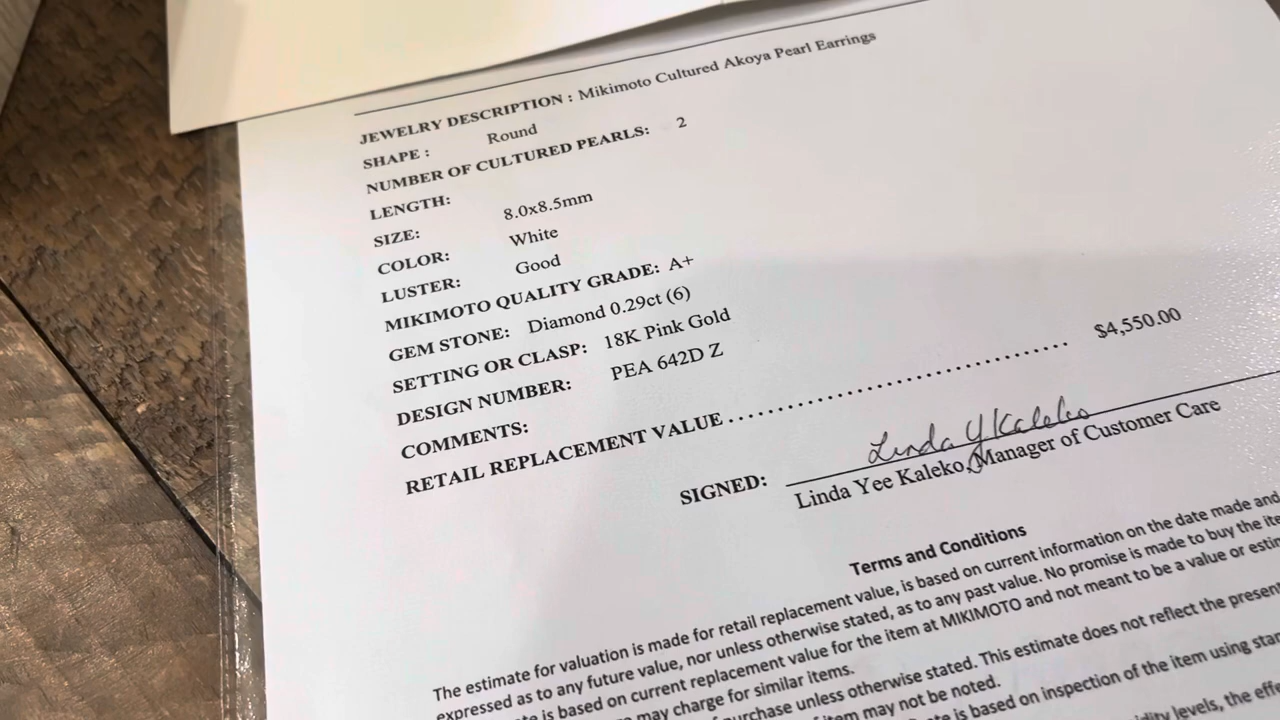 JEWELRY DESCRIPTION : Mikimoto Cultured Akoya Pearl Earrings
SHAPE : Round
NUMBER OF CULTURED PEARLS: 2
LENGTH:
SIZE: 8.0x8.5mm
COLOR: White
LUSTER: Good
MIKIMOTO QUALITY GRADE: A+
GEM STONE: Diamond 0.29ct (6)
SETTING OR CLASP: 18K Pink Gold
DESIGN NUMBER: PEA 642D Z
COMMENTS:
RETAIL REPLACEMENT VALUE ........................................ $4,550.00
SIGNED: Linda Y Kaleko
Linda Yee Kaleko, Manager of Customer Care
Terms and Conditions
The estimate for valuation is made for retail replacement value, is based on current information on the date made and
expressed as to any future value, nor unless otherwise stated, as to any past value. No promise is made to buy the
is based on current replacement value for the item at MIKIMOTO and not meant to be a value or
may charge for similar items.
purchase unless otherwise stated. This estimate does not reflect the
item may not be noted.
is based on inspection of the item using
levels, the